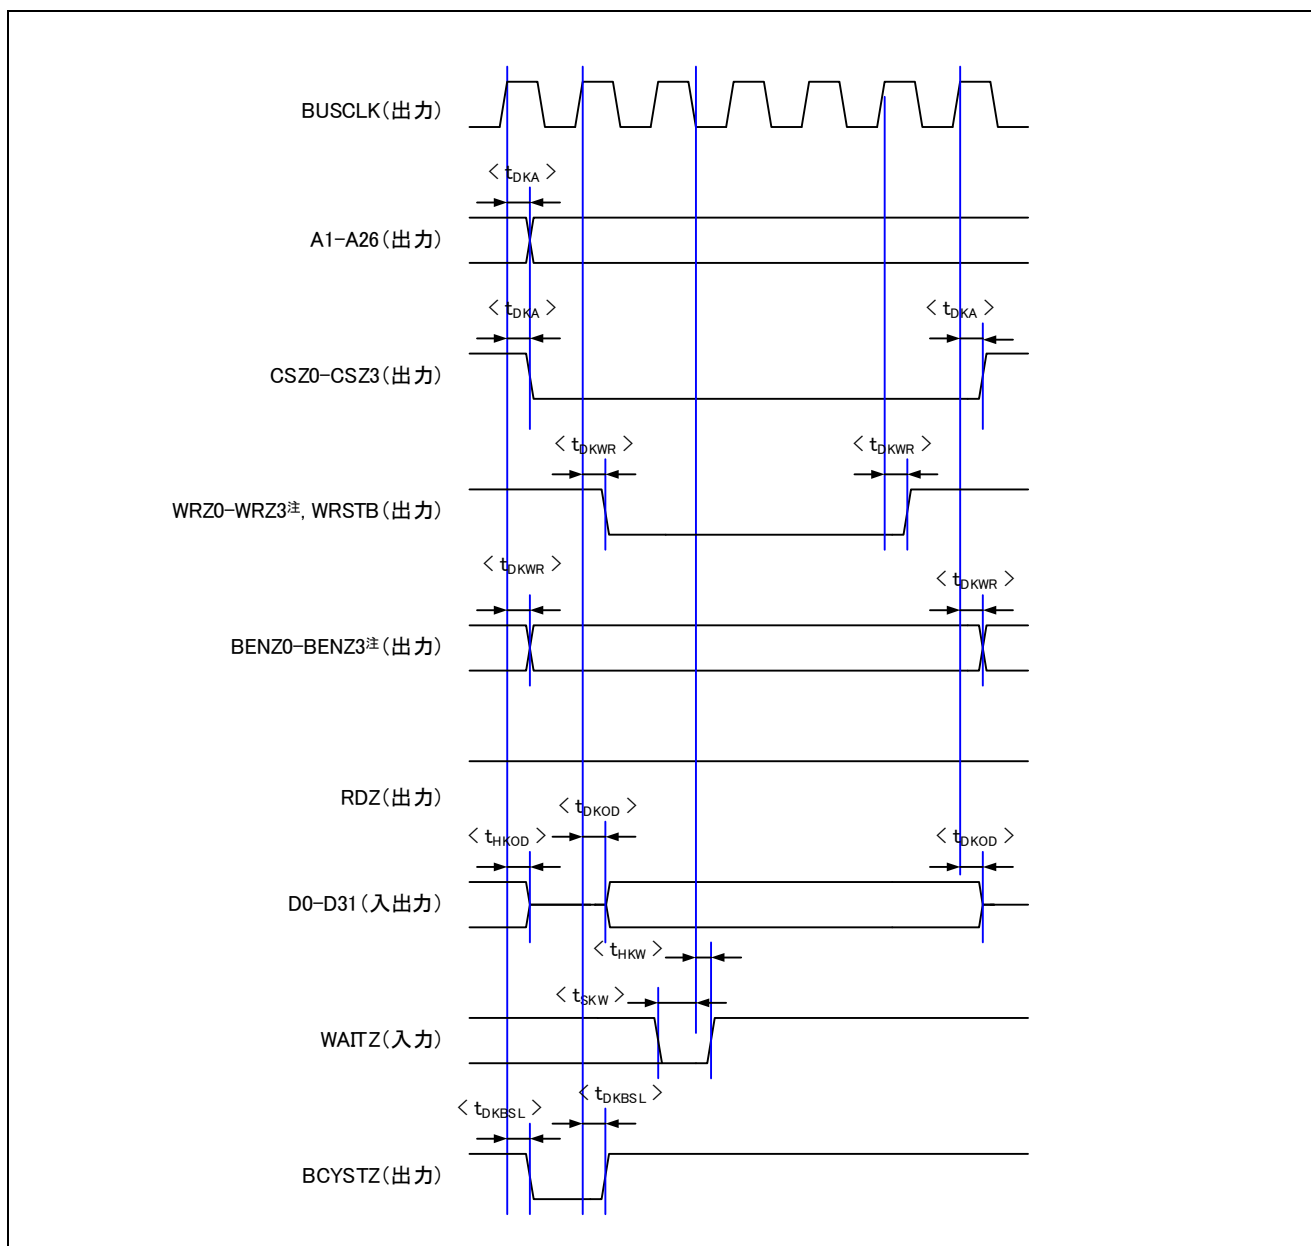 BUSCLK（出力）
< tDKA >
A1-A26（出力）
< tDKA > < tDKA >
CSZ0-CSZ3（出力）
< tDKWR > < tDKWR >
WRZ0-WRZ3注, WRSTB（出力）
< tDKWR > < tDKWR >
BENZ0-BENZ3注（出力）
RDZ（出力）
< tDKOD >
< tHKOD > < tDKOD >
D0-D31（入出力）
< tHKW >
< tSKW >
WAITZ（入力）
< tDKBSL >
< tDKBSL >
BCYSTZ（出力）